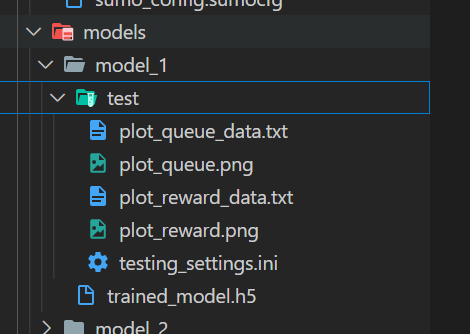 sumo_config.sumocfg
models
model_1
test
plot_queue_data.txt
plot_queue.png
plot_reward_data.txt
plot_reward.png
testing_settings.ini
trained_model.h5
model_2